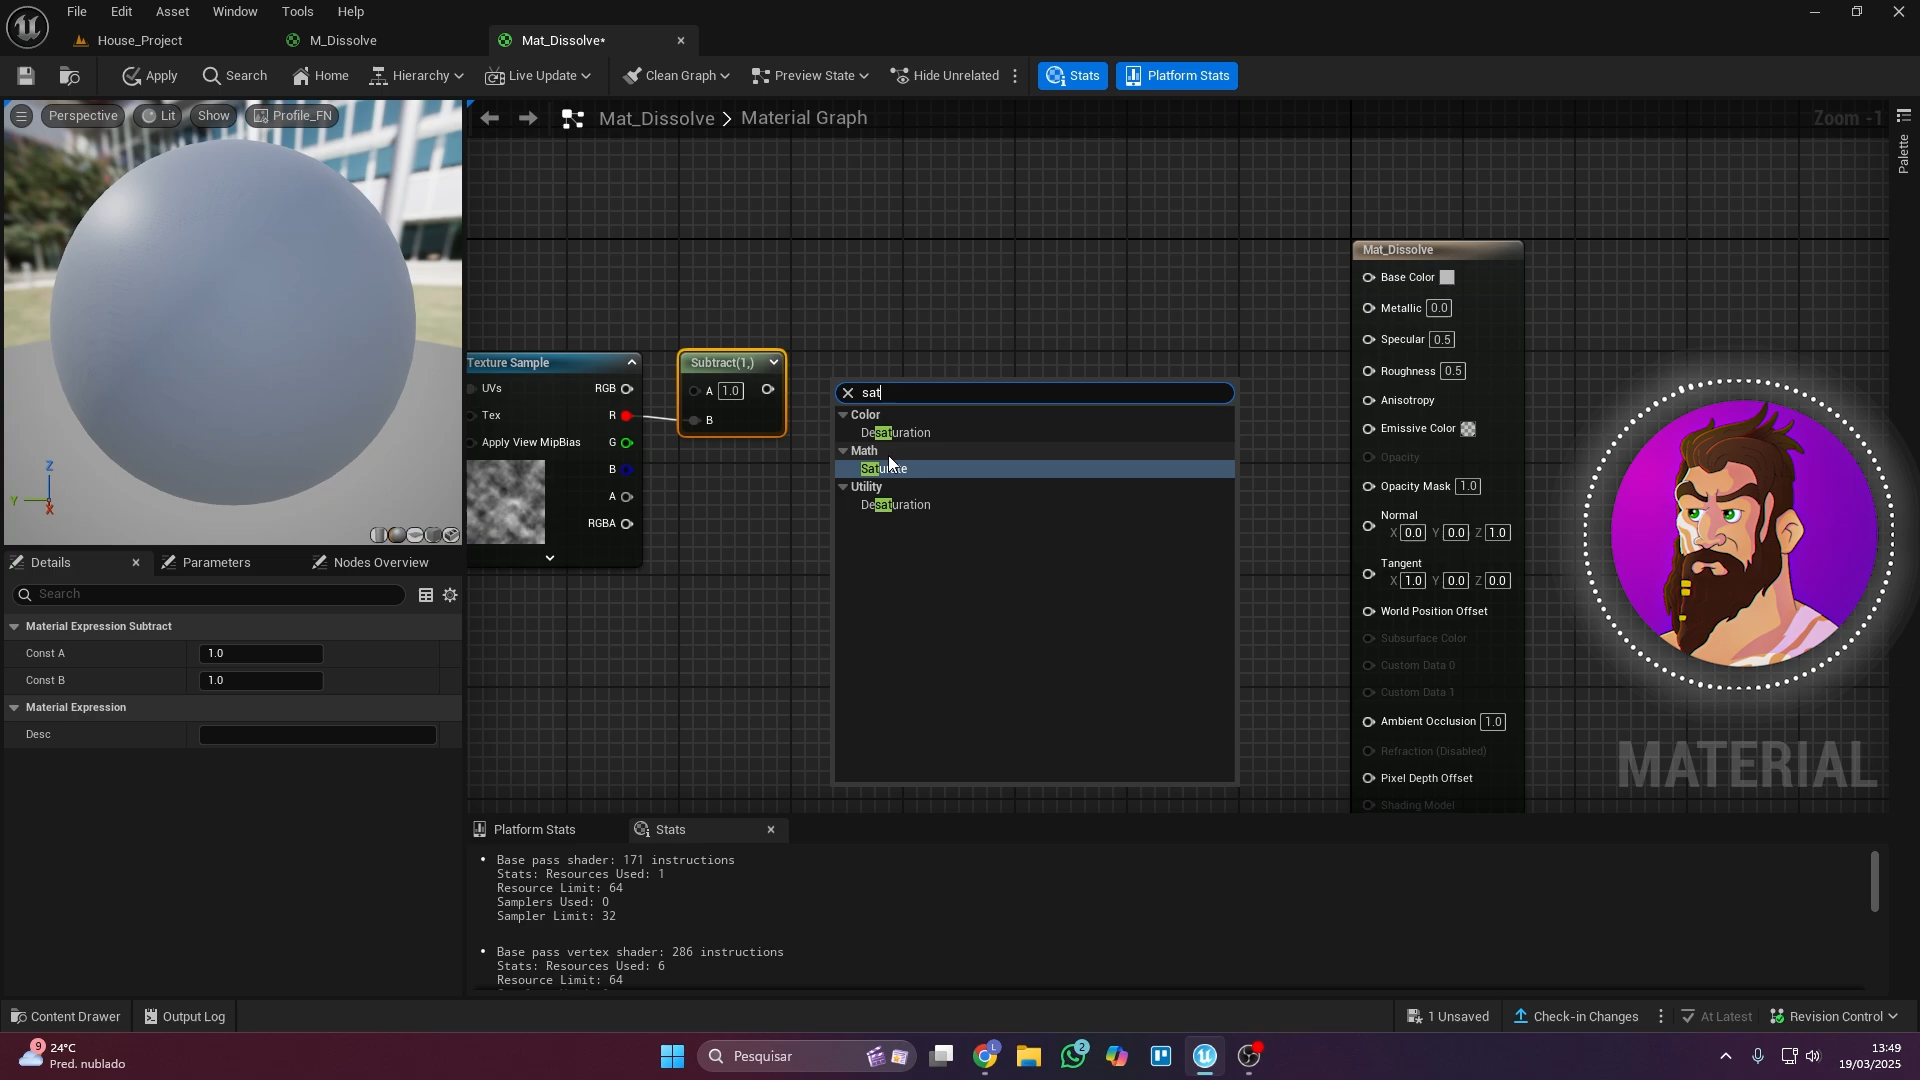 File Edit Asset Window Tools Help
House_Project M_Dissolve Mat_Dissolve*
Apply Search Home Hierarchy Live Update Clean Graph Preview State Hide Unrelated Stats Platform Stats
Perspective Lit Show Profile_FN
Mat_Dissolve > Material Graph
Zoom -1
Palette
Mat_Dissolve
Base Color
Metallic 0.0
Specular 0.5
Roughness 0.5
Anisotropy
Emissive Color
Opacity
Opacity Mask 1.0
Normal
X 0.0 Y 0.0 Z 1.0
Tangent
X 1.0 Y 0.0 Z 0.0
World Position Offset
Subsurface Color
Custom Data 0
Custom Data 1
Ambient Occlusion 1.0
Refraction (Disabled)
Pixel Depth Offset
Shading Model
Texture Sample
UVs RGB
Tex R
Apply View MipBias G
B
A
RGBA
Subtract(1,)
A 1.0
B
sat
Color
Desaturation
Math
Saturate
Utility
Desaturation
Z
Y
X
MATERIAL
Details Parameters Nodes Overview
Search
Material Expression Subtract
Const A 1.0
Const B 1.0
Material Expression
Desc
Platform Stats Stats
Base pass shader: 171 instructions
Stats: Resources Used: 1
Resource Limit: 64
Samplers Used: 0
Sampler Limit: 32
Base pass vertex shader: 286 instructions
Stats: Resources Used: 6
Resource Limit: 64
Content Drawer Output Log 1 Unsaved Check-in Changes At Latest Revision Control
9
24°C
Pred. nublado
Pesquisar
L
2
13:49
19/03/2025